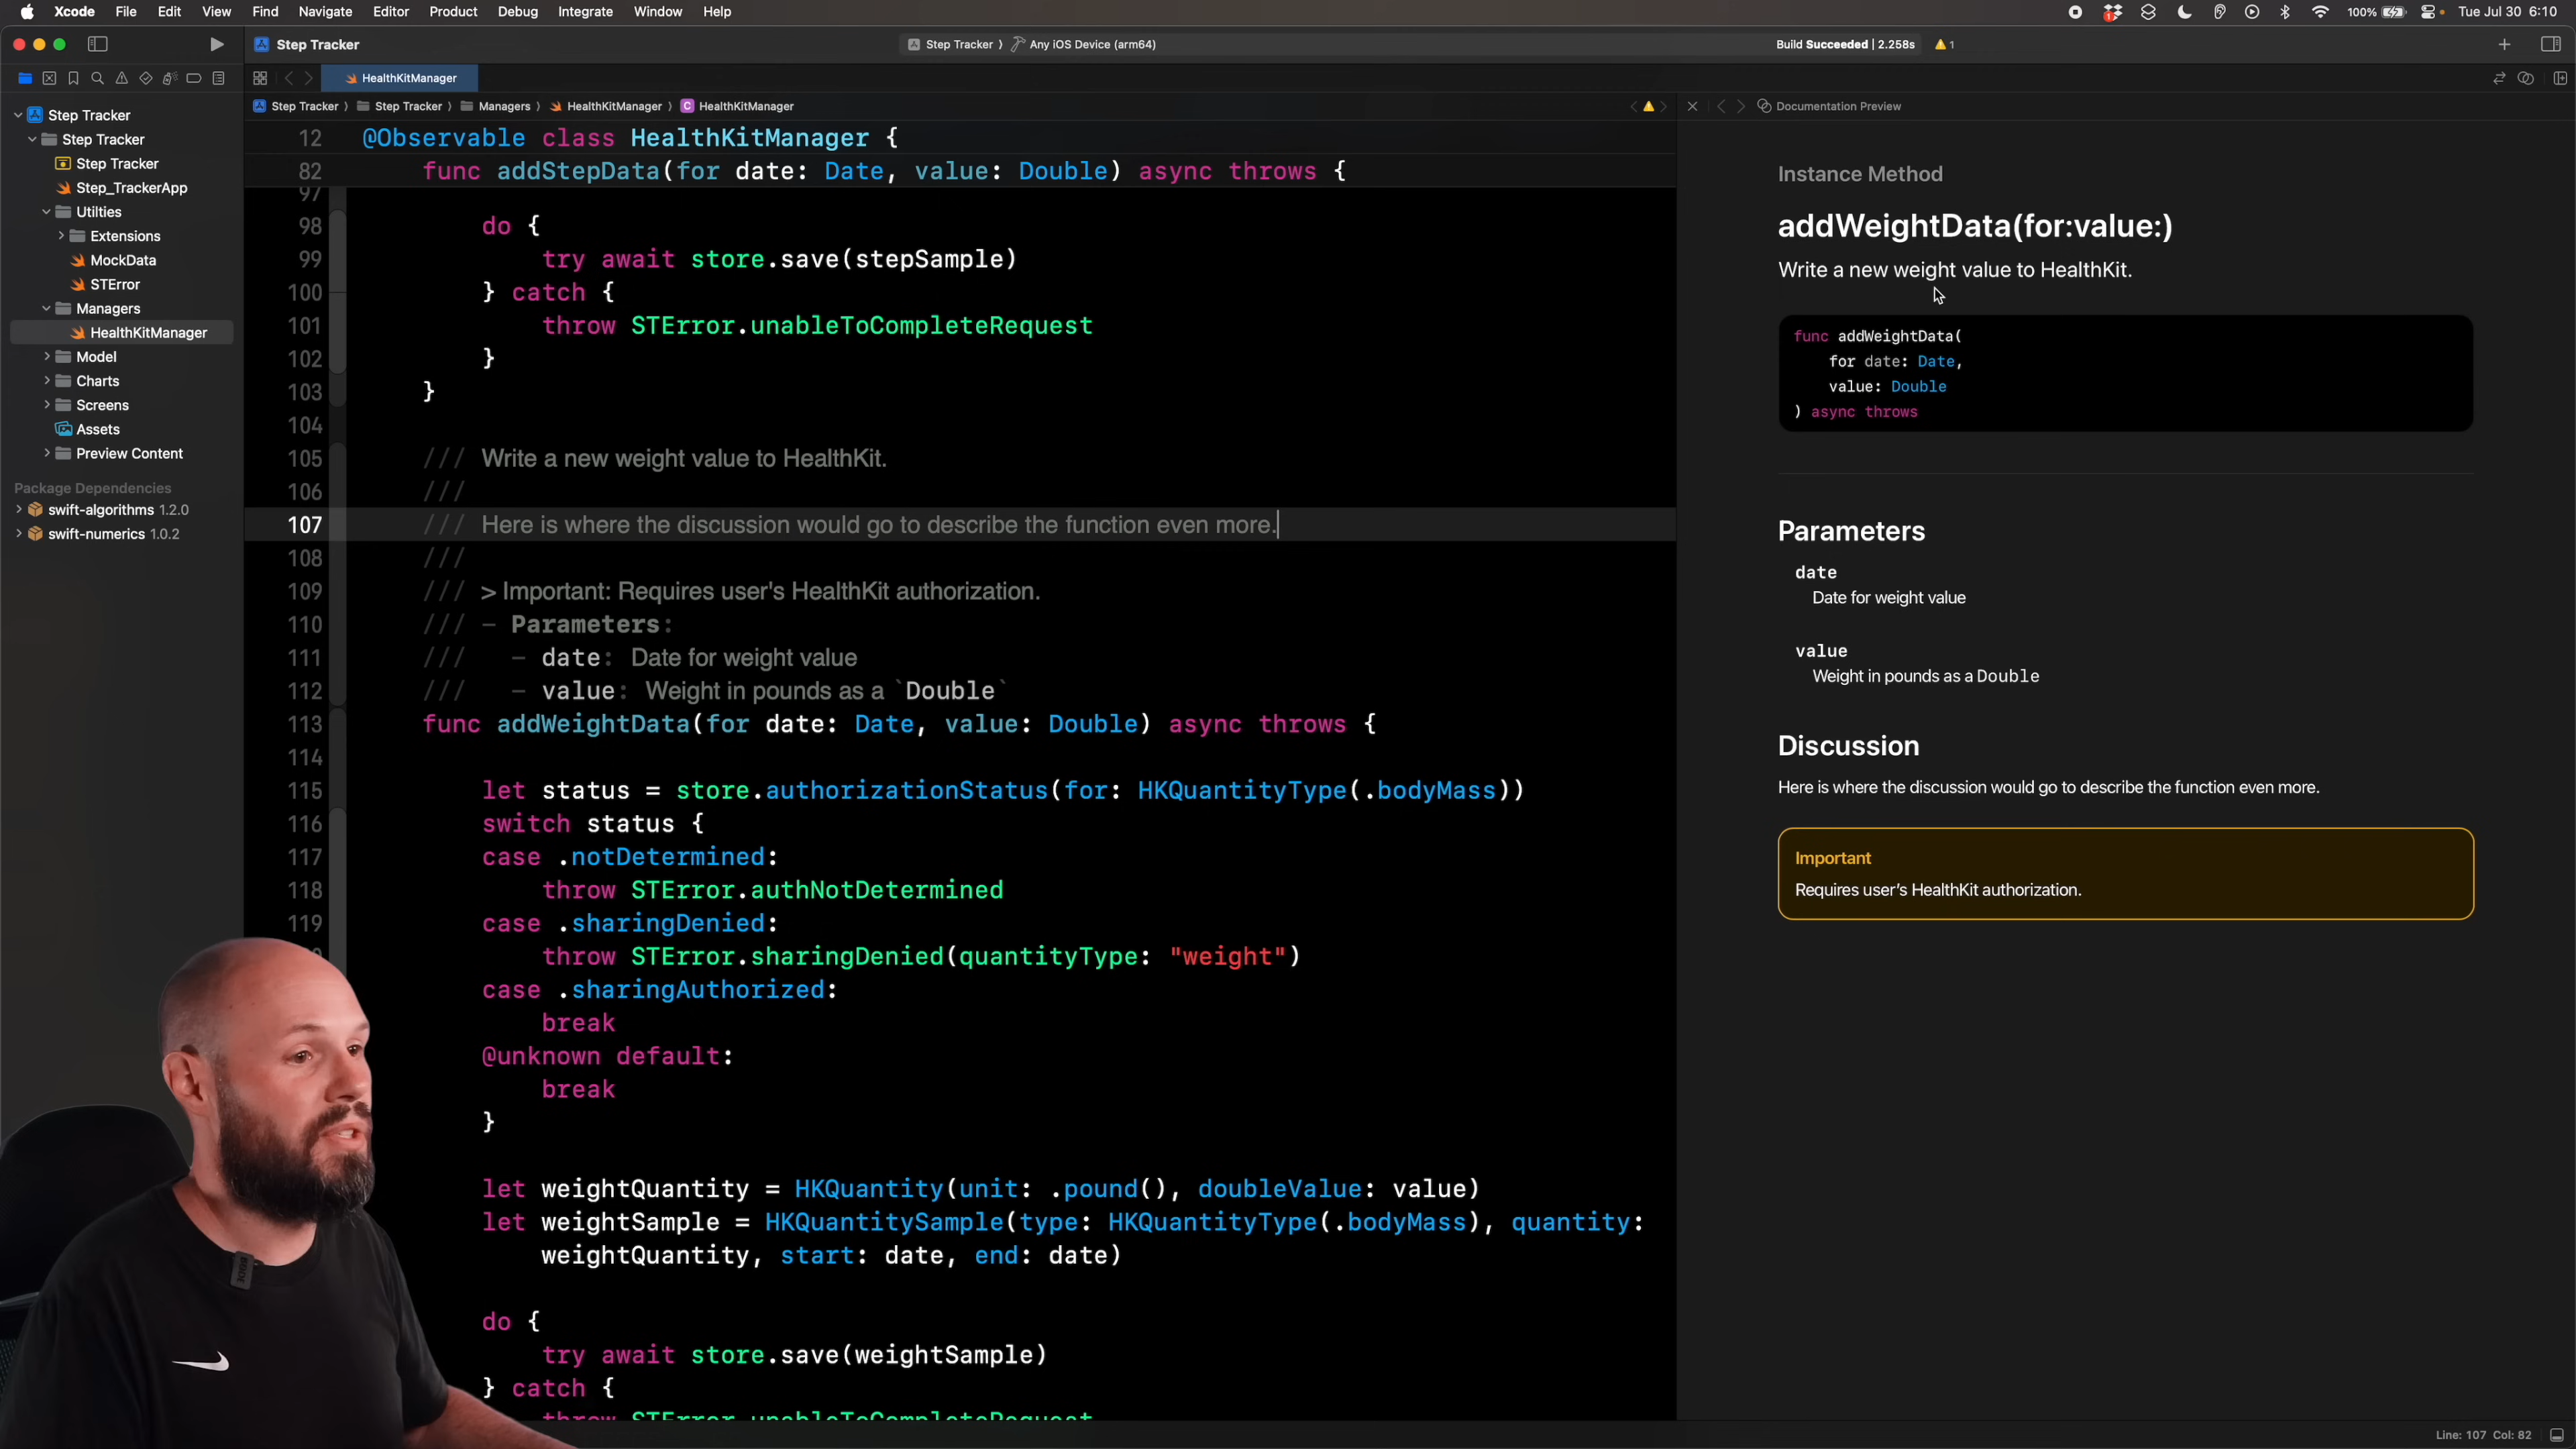 Xcode File Edit View Find Navigate Editor Product Debug Integrate Window Help
1
100%
Tue Jul 30 6:10
Step Tracker
Step Tracker 〉 Any iOS Device (arm64)
Build Succeeded | 2.258s
1
HealthKitManager
Step Tracker 〉 Step Tracker 〉 Managers 〉 HealthKitManager 〉 C HealthKitManager
Documentation Preview
Step Tracker
Step Tracker
Step Tracker
Step_TrackerApp
Utilties
Extensions
MockData
STError
Managers
HealthKitManager
Model
Charts
Screens
Assets
Preview Content
Package Dependencies
swift-algorithms 1.2.0
swift-numerics 1.0.2
12 @Observable class HealthKitManager {
82 func addStepData(for date: Date, value: Double) async throws {
97
98 do {
99 try await store.save(stepSample)
100 } catch {
101 throw STError.unableToCompleteRequest
102 }
103 }
104
105 /// Write a new weight value to HealthKit.
106 ///
107 /// Here is where the discussion would go to describe the function even more.
108 ///
109 /// > Important: Requires user's HealthKit authorization.
110 /// - Parameters:
111 /// - date: Date for weight value
112 /// - value: Weight in pounds as a `Double`
113 func addWeightData(for date: Date, value: Double) async throws {
114
115 let status = store.authorizationStatus(for: HKQuantityType(.bodyMass))
116 switch status {
117 case .notDetermined:
118 throw STError.authNotDetermined
119 case .sharingDenied:
throw STError.sharingDenied(quantityType: "weight")
case .sharingAuthorized:
break
@unknown default:
break
}
let weightQuantity = HKQuantity(unit: .pound(), doubleValue: value)
let weightSample = HKQuantitySample(type: HKQuantityType(.bodyMass), quantity:
weightQuantity, start: date, end: date)
do {
try await store.save(weightSample)
} catch {
throw STError.unableToCompleteRequest
Instance Method
addWeightData(for:value:)
Write a new weight value to HealthKit.
func addWeightData(
for date: Date,
value: Double
) async throws
Parameters
date
Date for weight value
value
Weight in pounds as a Double
Discussion
Here is where the discussion would go to describe the function even more.
Important
Requires user's HealthKit authorization.
RODE
Line: 107 Col: 82